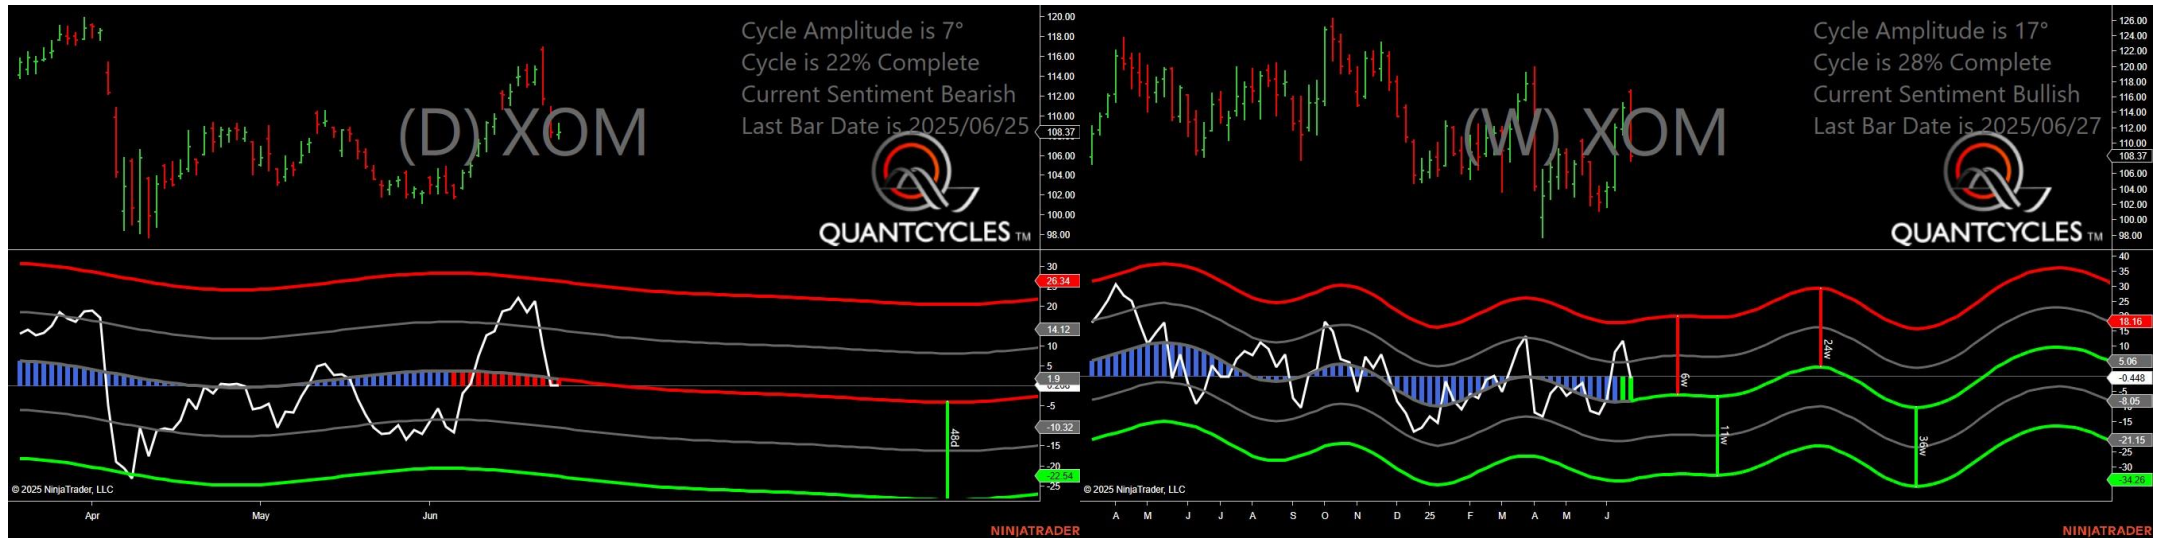 Cycle Amplitude is 7°
Cycle is 22% Complete
Current Sentiment Bearish
Last Bar Date is 2025/06/25
(D) XOM
QUANTCYCLES TM
120.00
118.00
116.00
114.00
112.00
110.00
108.37
106.00
104.00
102.00
100.00
98.00
30
26.34
20
14.12
10
5
1.9
-5
-10.32
-15
-20
-22.54
-25
48d
© 2025 NinjaTrader, LLC
Apr May Jun
NINJATRADER
Cycle Amplitude is 17°
Cycle is 28% Complete
Current Sentiment Bullish
Last Bar Date is 2025/06/27
(W) XOM
QUANTCYCLES TM
126.00
124.00
122.00
120.00
118.00
116.00
114.00
112.00
110.00
108.37
106.00
104.00
102.00
100.00
98.00
40
35
30
25
18.16
15
10
5.06
-0.448
-5
-8.05
-15
-21.15
-25
-30
-34.26
6w
11w
24w
36w
© 2025 NinjaTrader, LLC
A M J J A S O N D 25 F M A M J
NINJATRADER